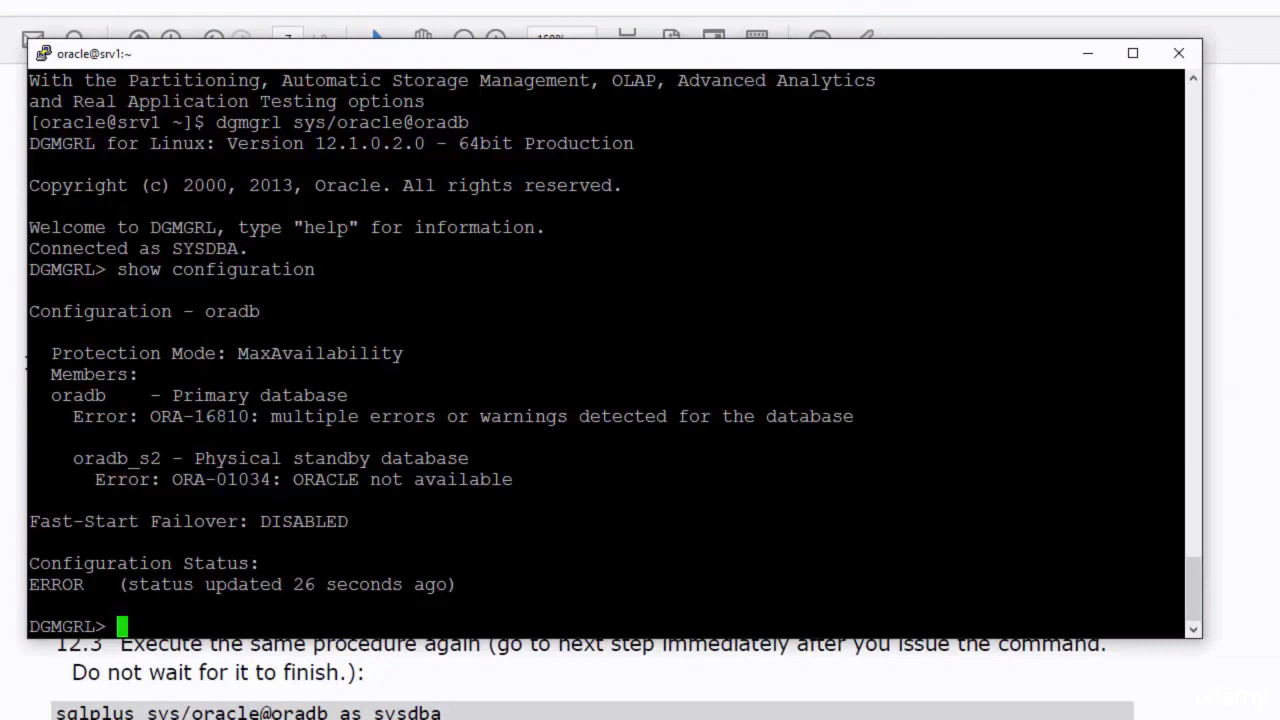 oracle@srv1:~
With the Partitioning, Automatic Storage Management, OLAP, Advanced Analytics
and Real Application Testing options
[oracle@srv1 ~]$ dgmgrl sys/oracle@oradb
DGMGRL for Linux: Version 12.1.0.2.0 - 64bit Production
Copyright (c) 2000, 2013, Oracle. All rights reserved.
Welcome to DGMGRL, type "help" for information.
Connected as SYSDBA.
DGMGRL> show configuration
Configuration - oradb
Protection Mode: MaxAvailability
Members:
oradb - Primary database
Error: ORA-16810: multiple errors or warnings detected for the database
oradb_s2 - Physical standby database
Error: ORA-01034: ORACLE not available
Fast-Start Failover: DISABLED
Configuration Status:
ERROR (status updated 26 seconds ago)
DGMGRL>
12.3 Execute the same procedure again (go to next step immediately after you issue the command.
Do not wait for it to finish.):
sqlplus sys/oracle@oradb as sysdba
udemy